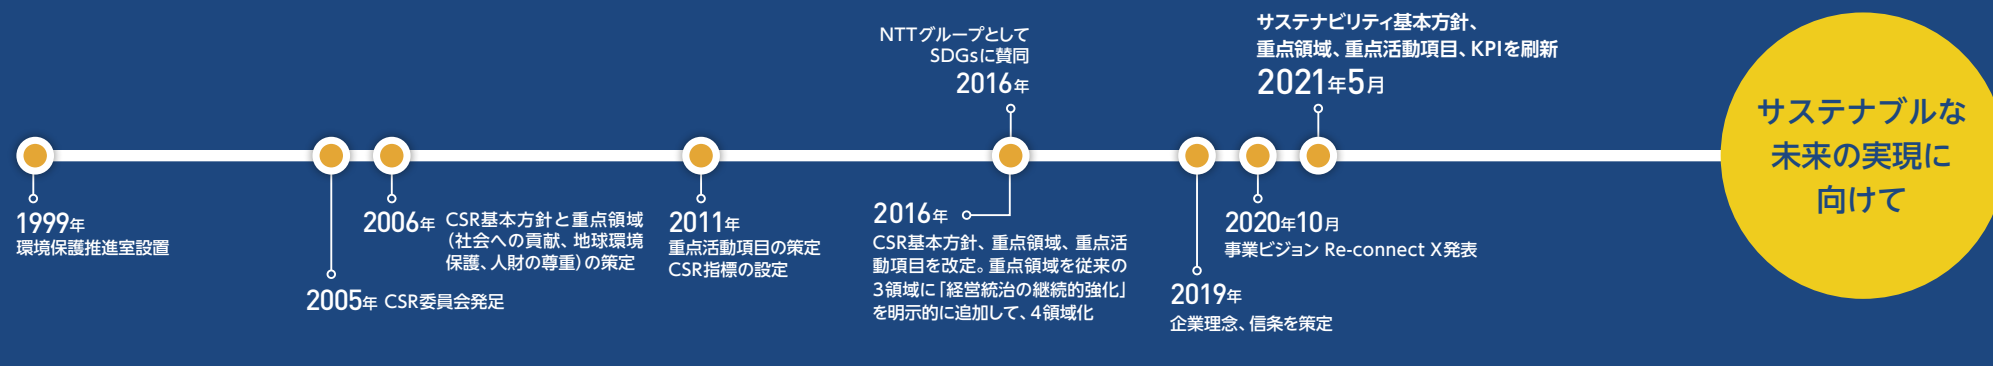 1999年
環境保護推進室設置
2005年 CSR委員会発足
2006年 CSR基本方針と重点領域
（社会への貢献、地球環境
保護、人財の尊重）の策定
2011年
重点活動項目の策定
CSR指標の設定
NTTグループとして
SDGsに賛同
2016年
2016年
CSR基本方針、重点領域、重点活
動項目を改定。重点領域を従来の
3領域に「経営統治の継続的強化」
を明示的に追加して、4領域化
2019年
企業理念、信条を策定
2020年10月
事業ビジョン Re-connect X発表
サステナビリティ基本方針、
重点領域、重点活動項目、KPIを刷新
2021年5月
サステナブルな
未来の実現に
向けて